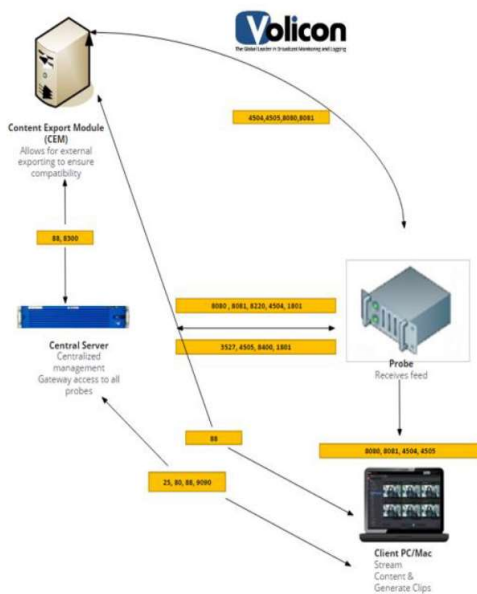 Volicon
The Global Leader in Broadcast Monitoring and Logging
4504,4505,8080,8081
Content Export Module
(CEM)
Allows for external
exporting to ensure
compatibility
88, 8300
8080 , 8081, 8220, 4504, 1801
3527, 4505, 8400, 1801
Central Server
Centralized
management
Gateway access to all
probes
Probe
Receives feed
88
8080, 8081, 4504, 4505
25, 80, 88, 9090
Client PC/Mac
Stream
Content &
Generate Clips